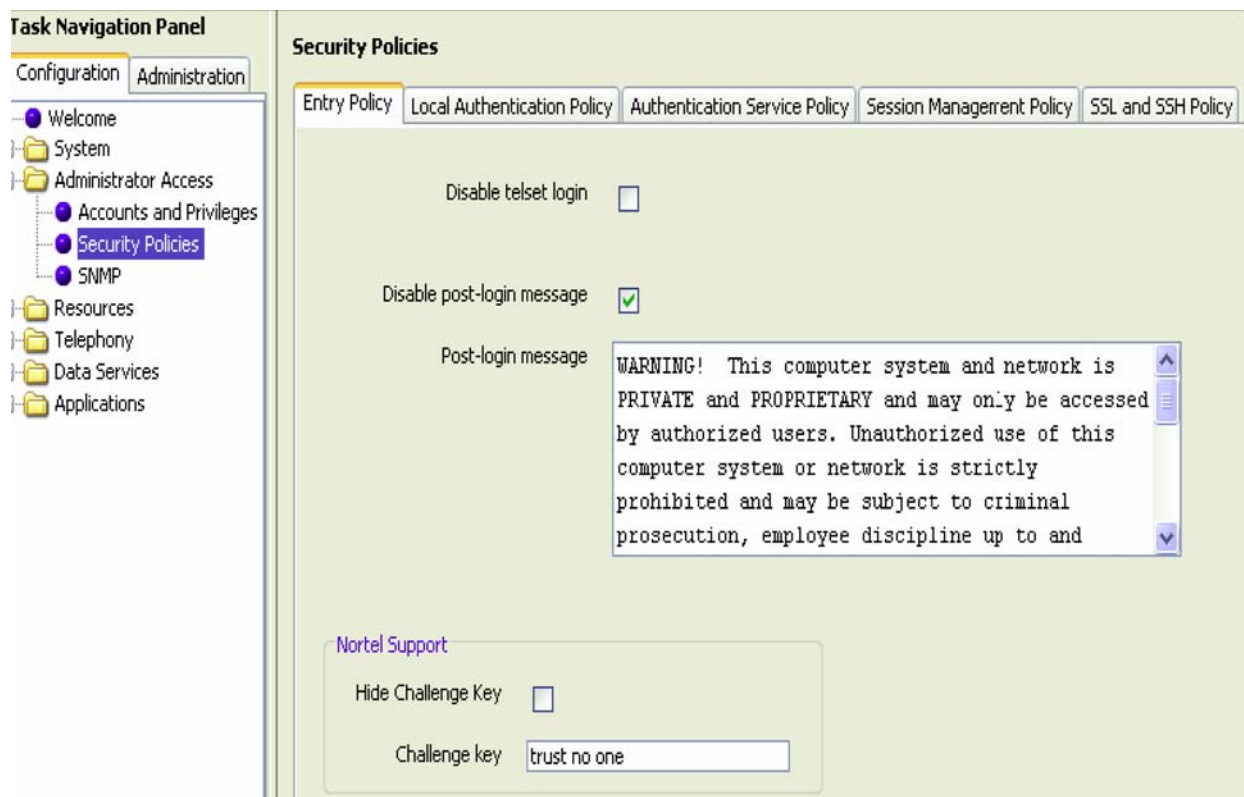 Task Navigation Panel
Configuration
Administration
Welcome
System
Administrator Access
Accounts and Privileges
Security Policies
SNMP
Resources
Telephony
Data Services
Applications
Security Policies
Entry Policy
Local Authentication Policy
Authentication Service Policy
Session Management Policy
SSL and SSH Policy
Disable telset login
Disable post-login message
Post-login message
WARNING!  This computer system and network is
PRIVATE and PROPRIETARY and may only be accessed
by authorized users. Unauthorized use of this
computer system or network is strictly
prohibited and may be subject to criminal
prosecution, employee discipline up to and
Nortel Support
Hide Challenge Key
Challenge key
trust no one